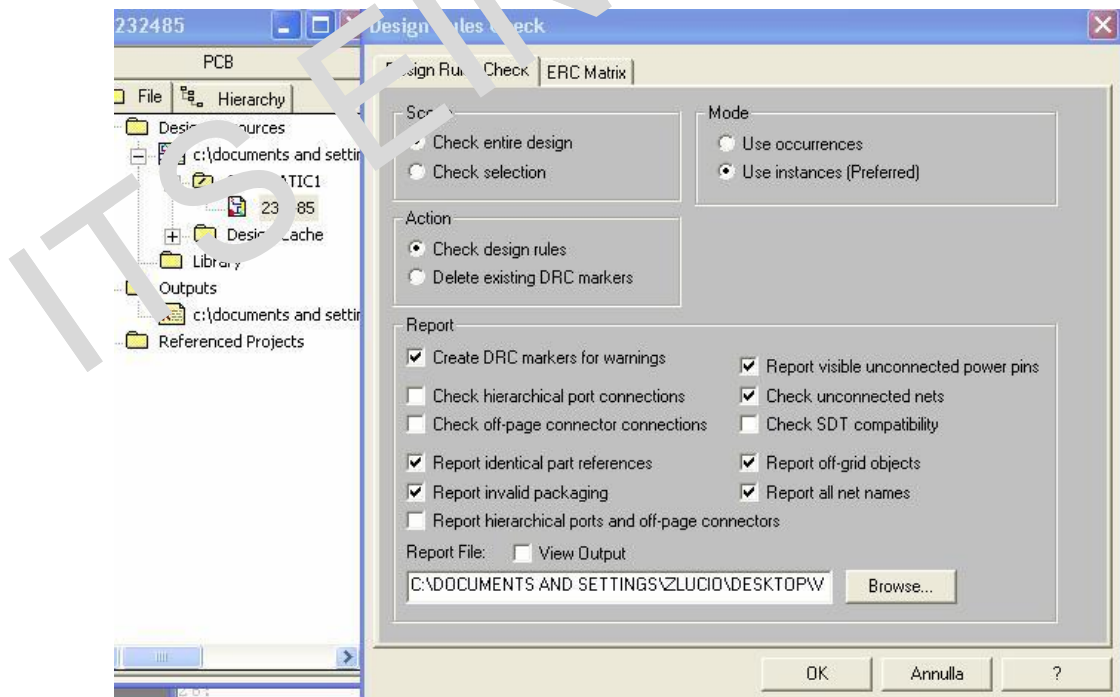 232485
PCB
File Hierarchy
c:\documents and settin
Library
Outputs
c:\documents and settin
Referenced Projects
Design Check
Design Check ERC Matrix
Check entire design
Check selection
Mode
Use occurrences
Use instances (Preferred)
Action
Check design rules
Delete existing DRC markers
Report
Create DRC markers for warnings
Check hierarchical port connections
Check off-page connector connections
Report identical part references
Report invalid packaging
Report hierarchical ports and off-page connectors
Report visible unconnected power pins
Check unconnected nets
Check SDT compatibility
Report off-grid objects
Report all net names
Report File: View Output
C:\DOCUMENTS AND SETTINGS\ZLUCIO\DESKTOP\V
Browse...
OK Annulla ?
ITS EIN